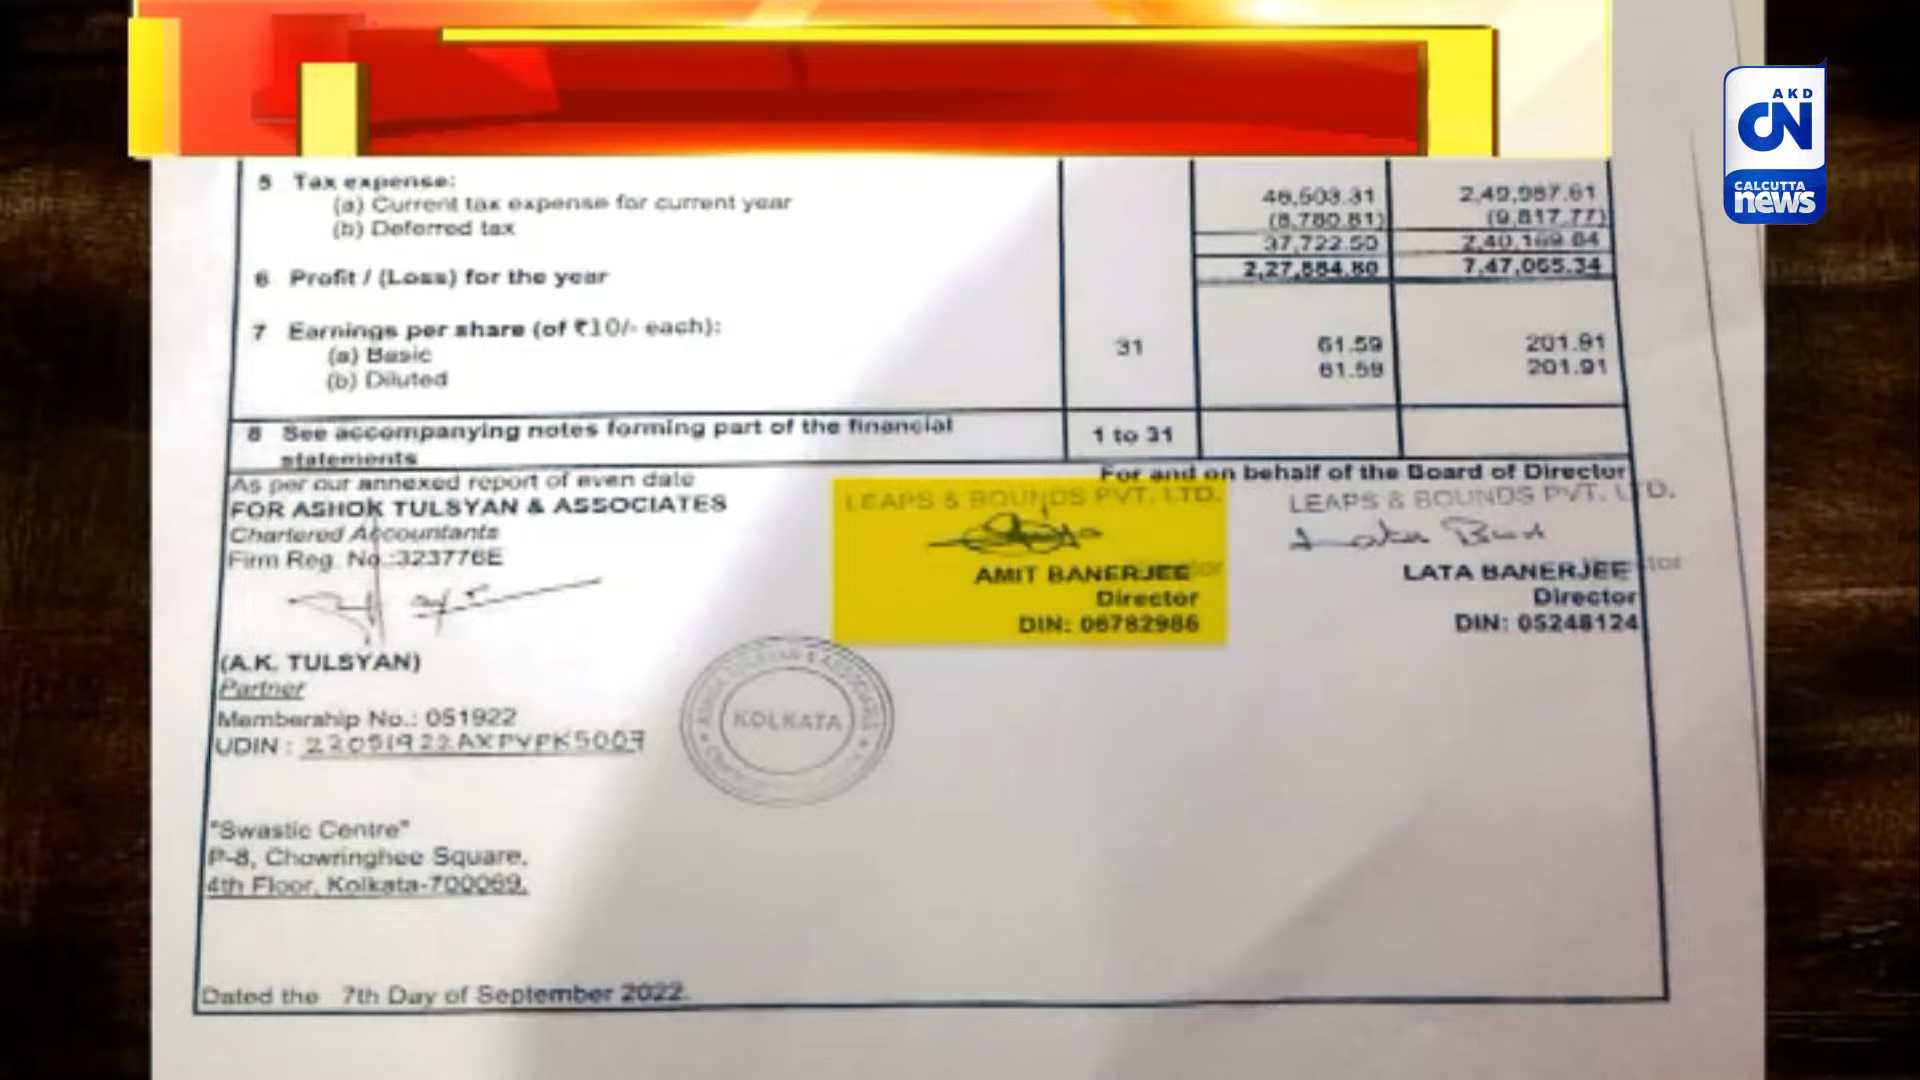 AKD
CN
CALCUTTA
news
5 Tax expense:
(a) Current tax expense for current year 46,503.31 2,49,987.61
(b) Deferred tax (8,780.81) (9,817.77)
37,722.50 2,40,169.84
6 Profit / (Loss) for the year 2,27,884.80 7,47,065.34
7 Earnings per share (of ₹10/- each):
(a) Basic 31 61.59 201.91
(b) Diluted 61.59 201.91
8 See accompanying notes forming part of the financial statements 1 to 31
As per our annexed report of even date
FOR ASHOK TULSYAN & ASSOCIATES
Chartered Accountants
Firm Reg. No.:323776E
(A.K. TULSYAN)
Partner
Membership No.: 051922
UDIN : 22051922AXPVPK5007
For and on behalf of the Board of Director
LEAPS & BOUNDS PVT. LTD.
AMIT BANERJEE
Director
DIN: 06782986
LEAPS & BOUNDS PVT. LTD.
LATA BANERJEE
Director
DIN: 05248124
KOLKATA
"Swastic Centre"
P-8, Chowringhee Square,
4th Floor, Kolkata-700069.
Dated the 7th Day of September 2022